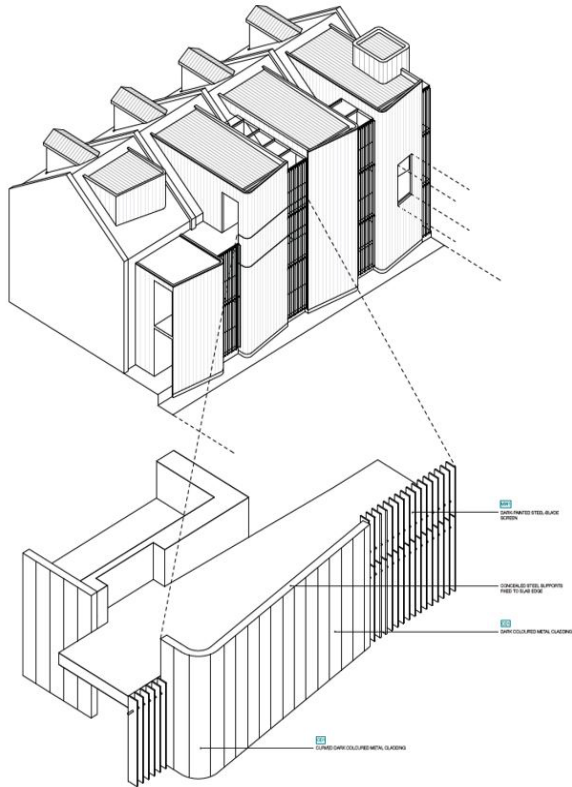 DARK-PAINTED STEEL-BLADE
SCREEN
CONCEALED STEEL SUPPORTS
FIXED TO SLAB EDGE
DARK COLOURED METAL CLADDING
CURVED DARK COLOURED METAL CLADDING